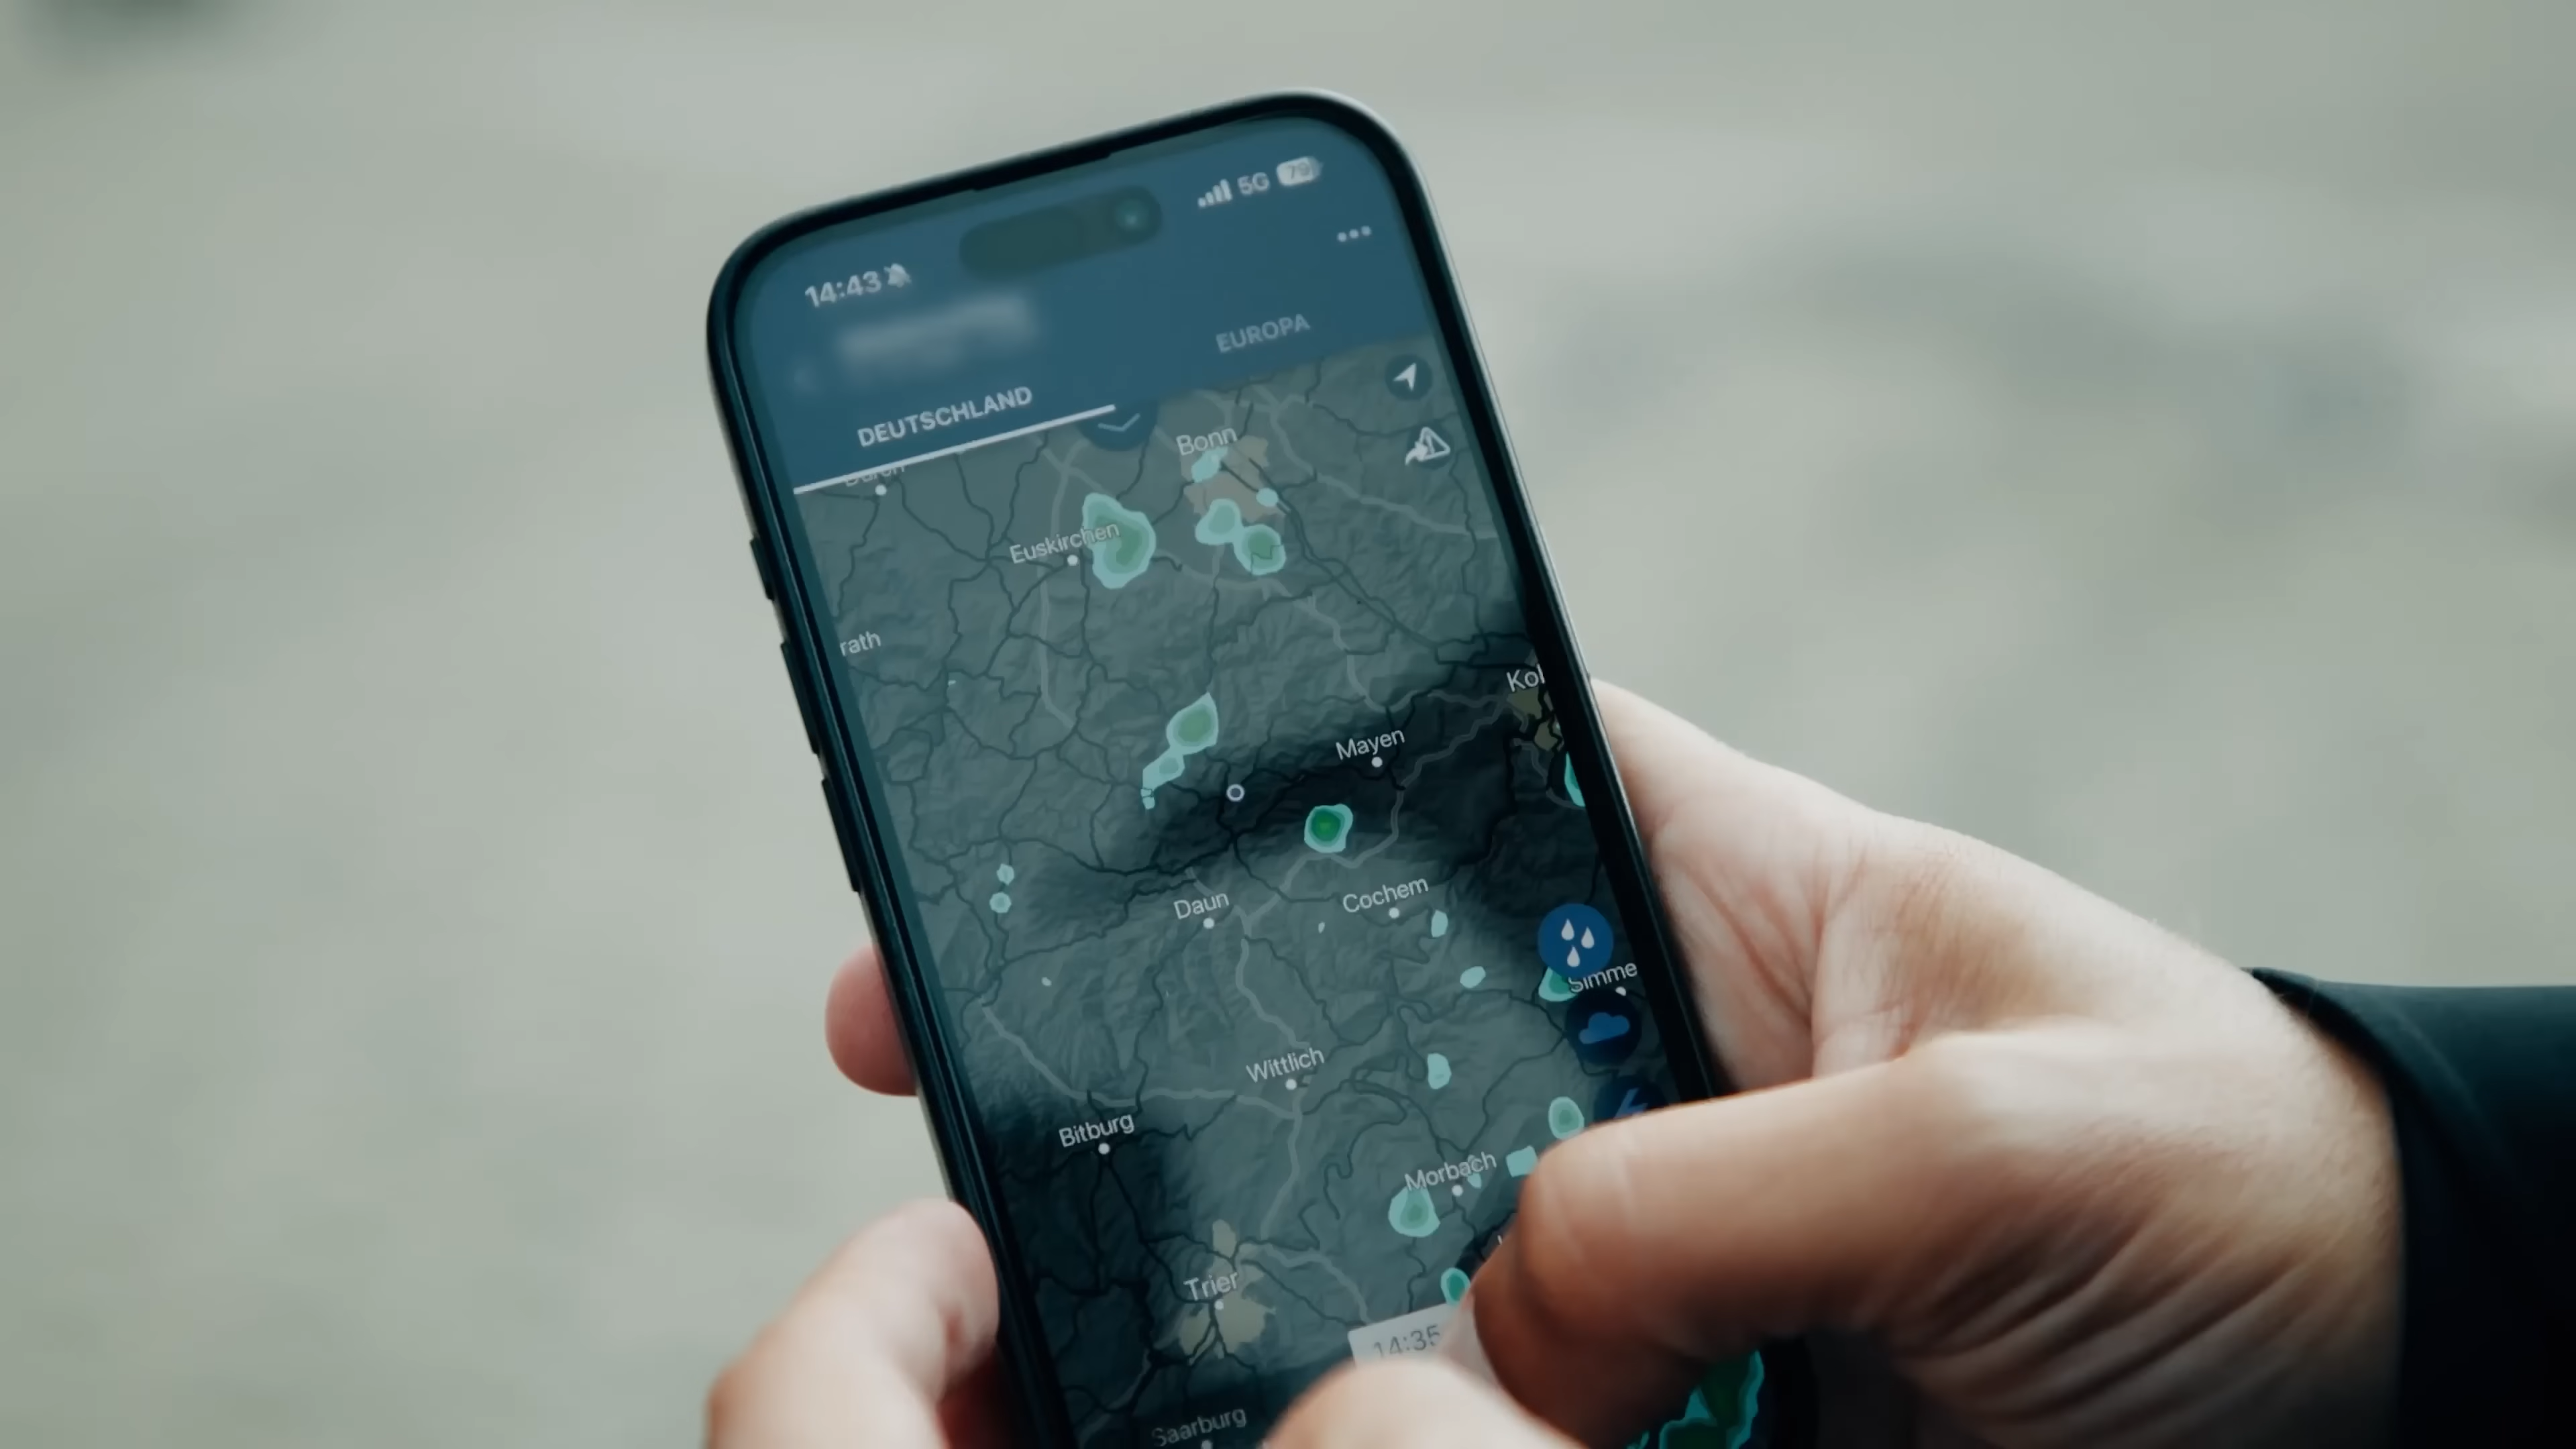 14:43
5G 79
EUROPA
DEUTSCHLAND
Bonn
Euskirchen
rath
Kol
Mayen
Daun
Cochem
Simme
Wittlich
Bitburg
Morbach
Trier
14:35
Saarburg